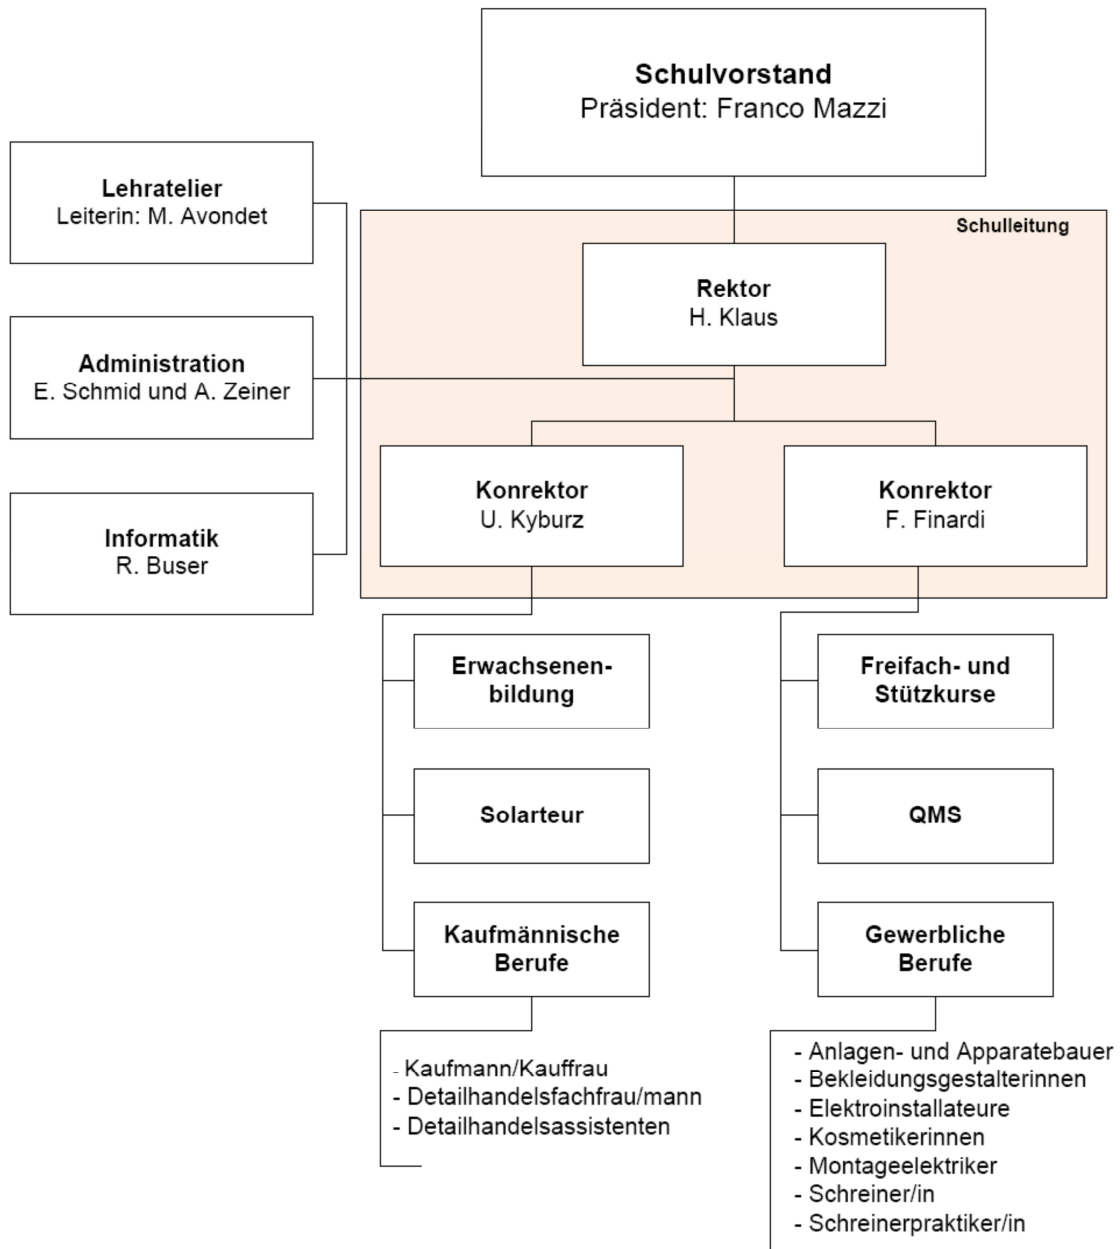 Schulvorstand
Präsident: Franco Mazzi
Lehratelier
Leiterin: M. Avondet
Schulleitung
Rektor
H. Klaus
Administration
E. Schmid und A. Zeiner
Konrektor
U. Kyburz
Konrektor
F. Finardi
Informatik
R. Buser
Erwachsenen-
bildung
Freifach- und
Stützkurse
Solarteur
QMS
Kaufmännische
Berufe
Gewerbliche
Berufe
- Kaufmann/Kauffrau
- Detailhandelsfachfrau/mann
- Detailhandelsassistenten
- Anlagen- und Apparatebauer
- Bekleidungsgestalterinnen
- Elektroinstallateure
- Kosmetikerinnen
- Montageelektriker
- Schreiner/in
- Schreinerpraktiker/in